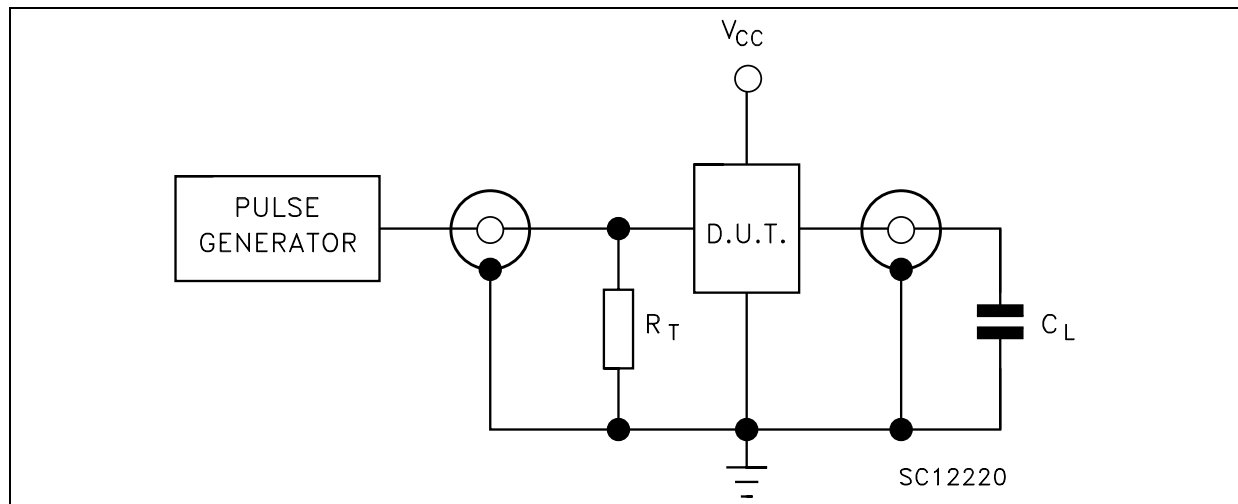 VCC
PULSE
GENERATOR
D.U.T.
RT
CL
SC12220